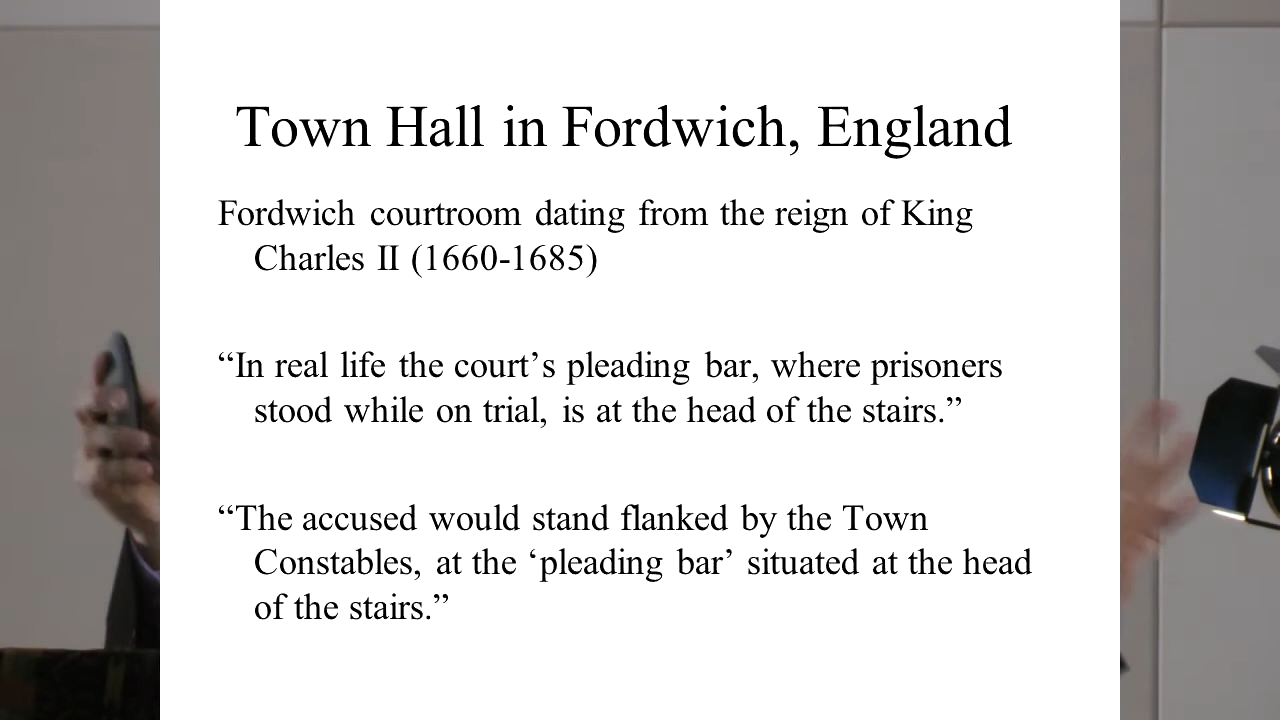 Town Hall in Fordwich, England
Fordwich courtroom dating from the reign of King
Charles II (1660-1685)
“In real life the court’s pleading bar, where prisoners
stood while on trial, is at the head of the stairs.”
“The accused would stand flanked by the Town
Constables, at the ‘pleading bar’ situated at the head
of the stairs.”